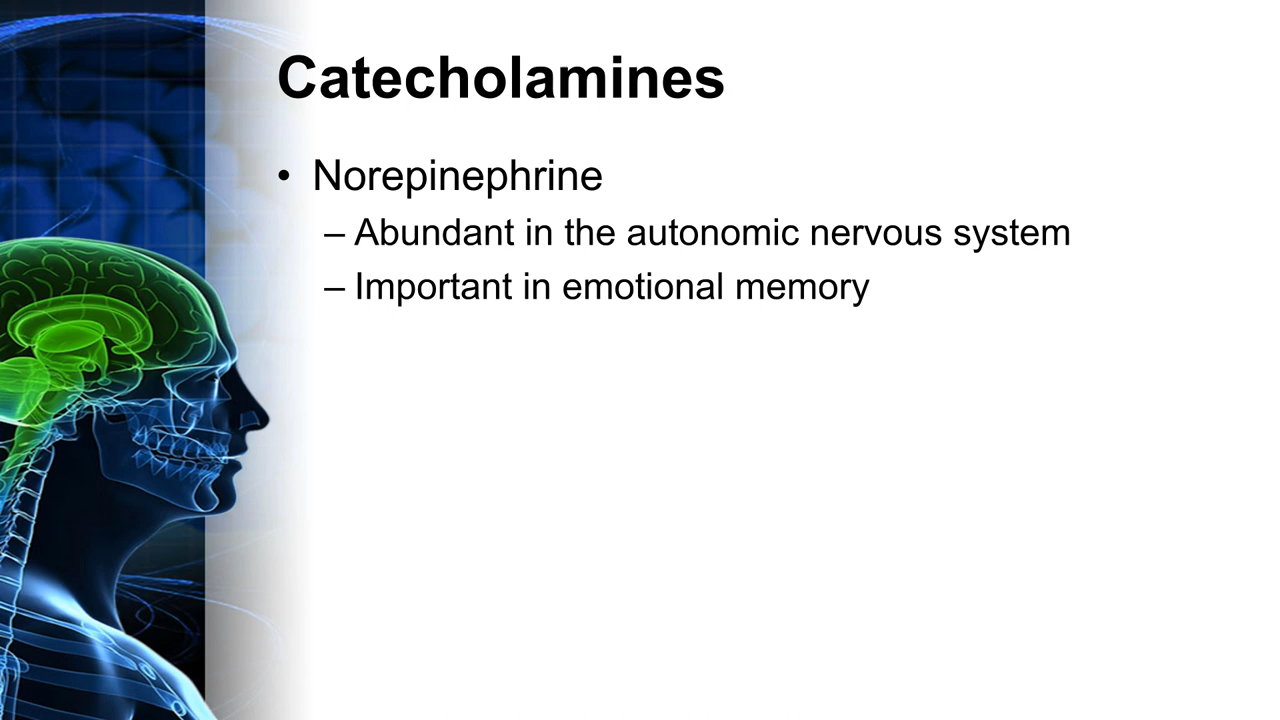 Catecholamines
• Norepinephrine
– Abundant in the autonomic nervous system
– Important in emotional memory